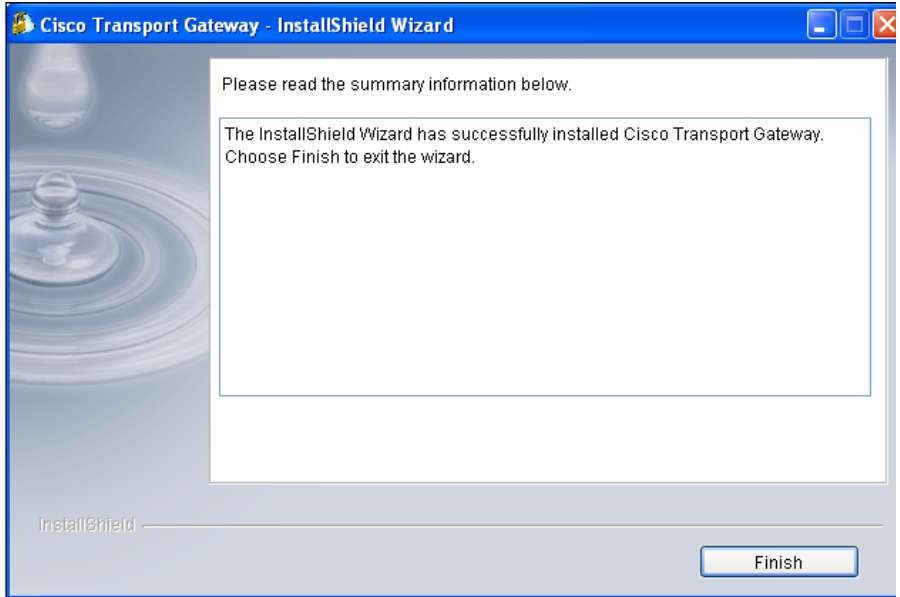 Cisco Transport Gateway - InstallShield Wizard
Please read the summary information below.
The InstallShield Wizard has successfully installed Cisco Transport Gateway.
Choose Finish to exit the wizard.
InstallShield
Finish